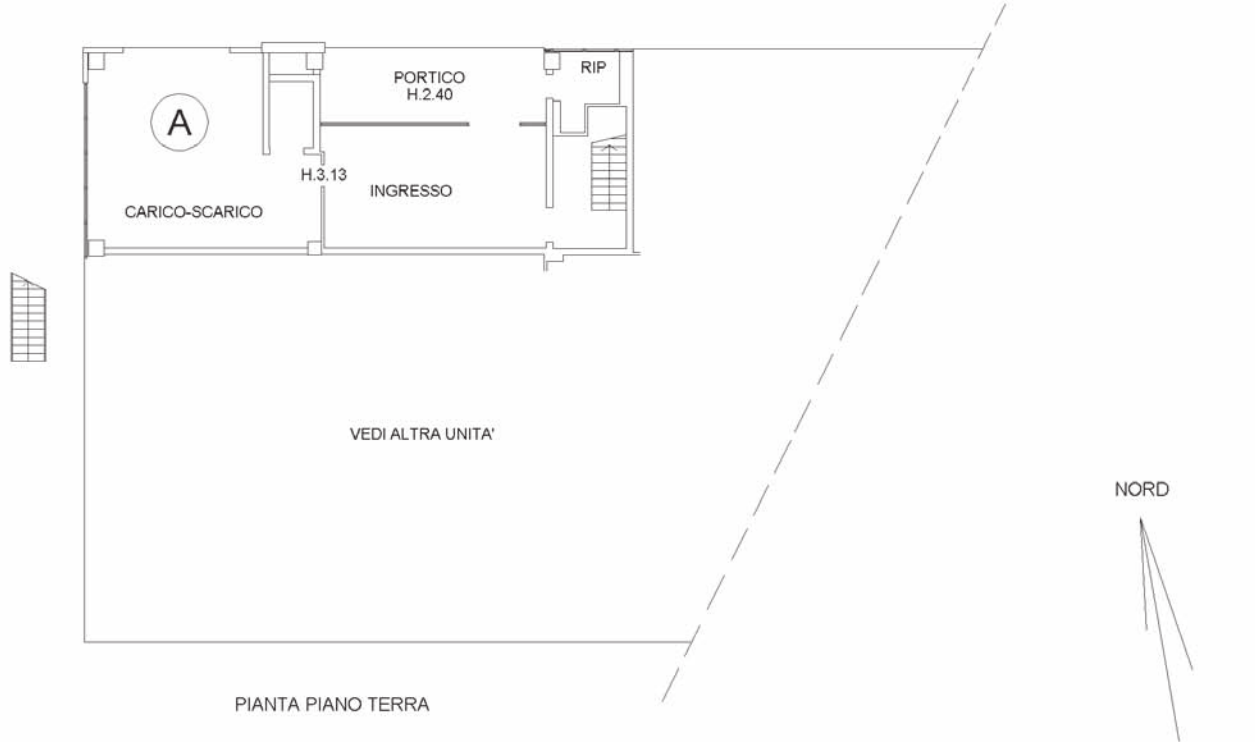 RIP
PORTICO
H.2.40
A
H.3.13
INGRESSO
CARICO-SCARICO
VEDI ALTRA UNITA'
NORD
PIANTA PIANO TERRA